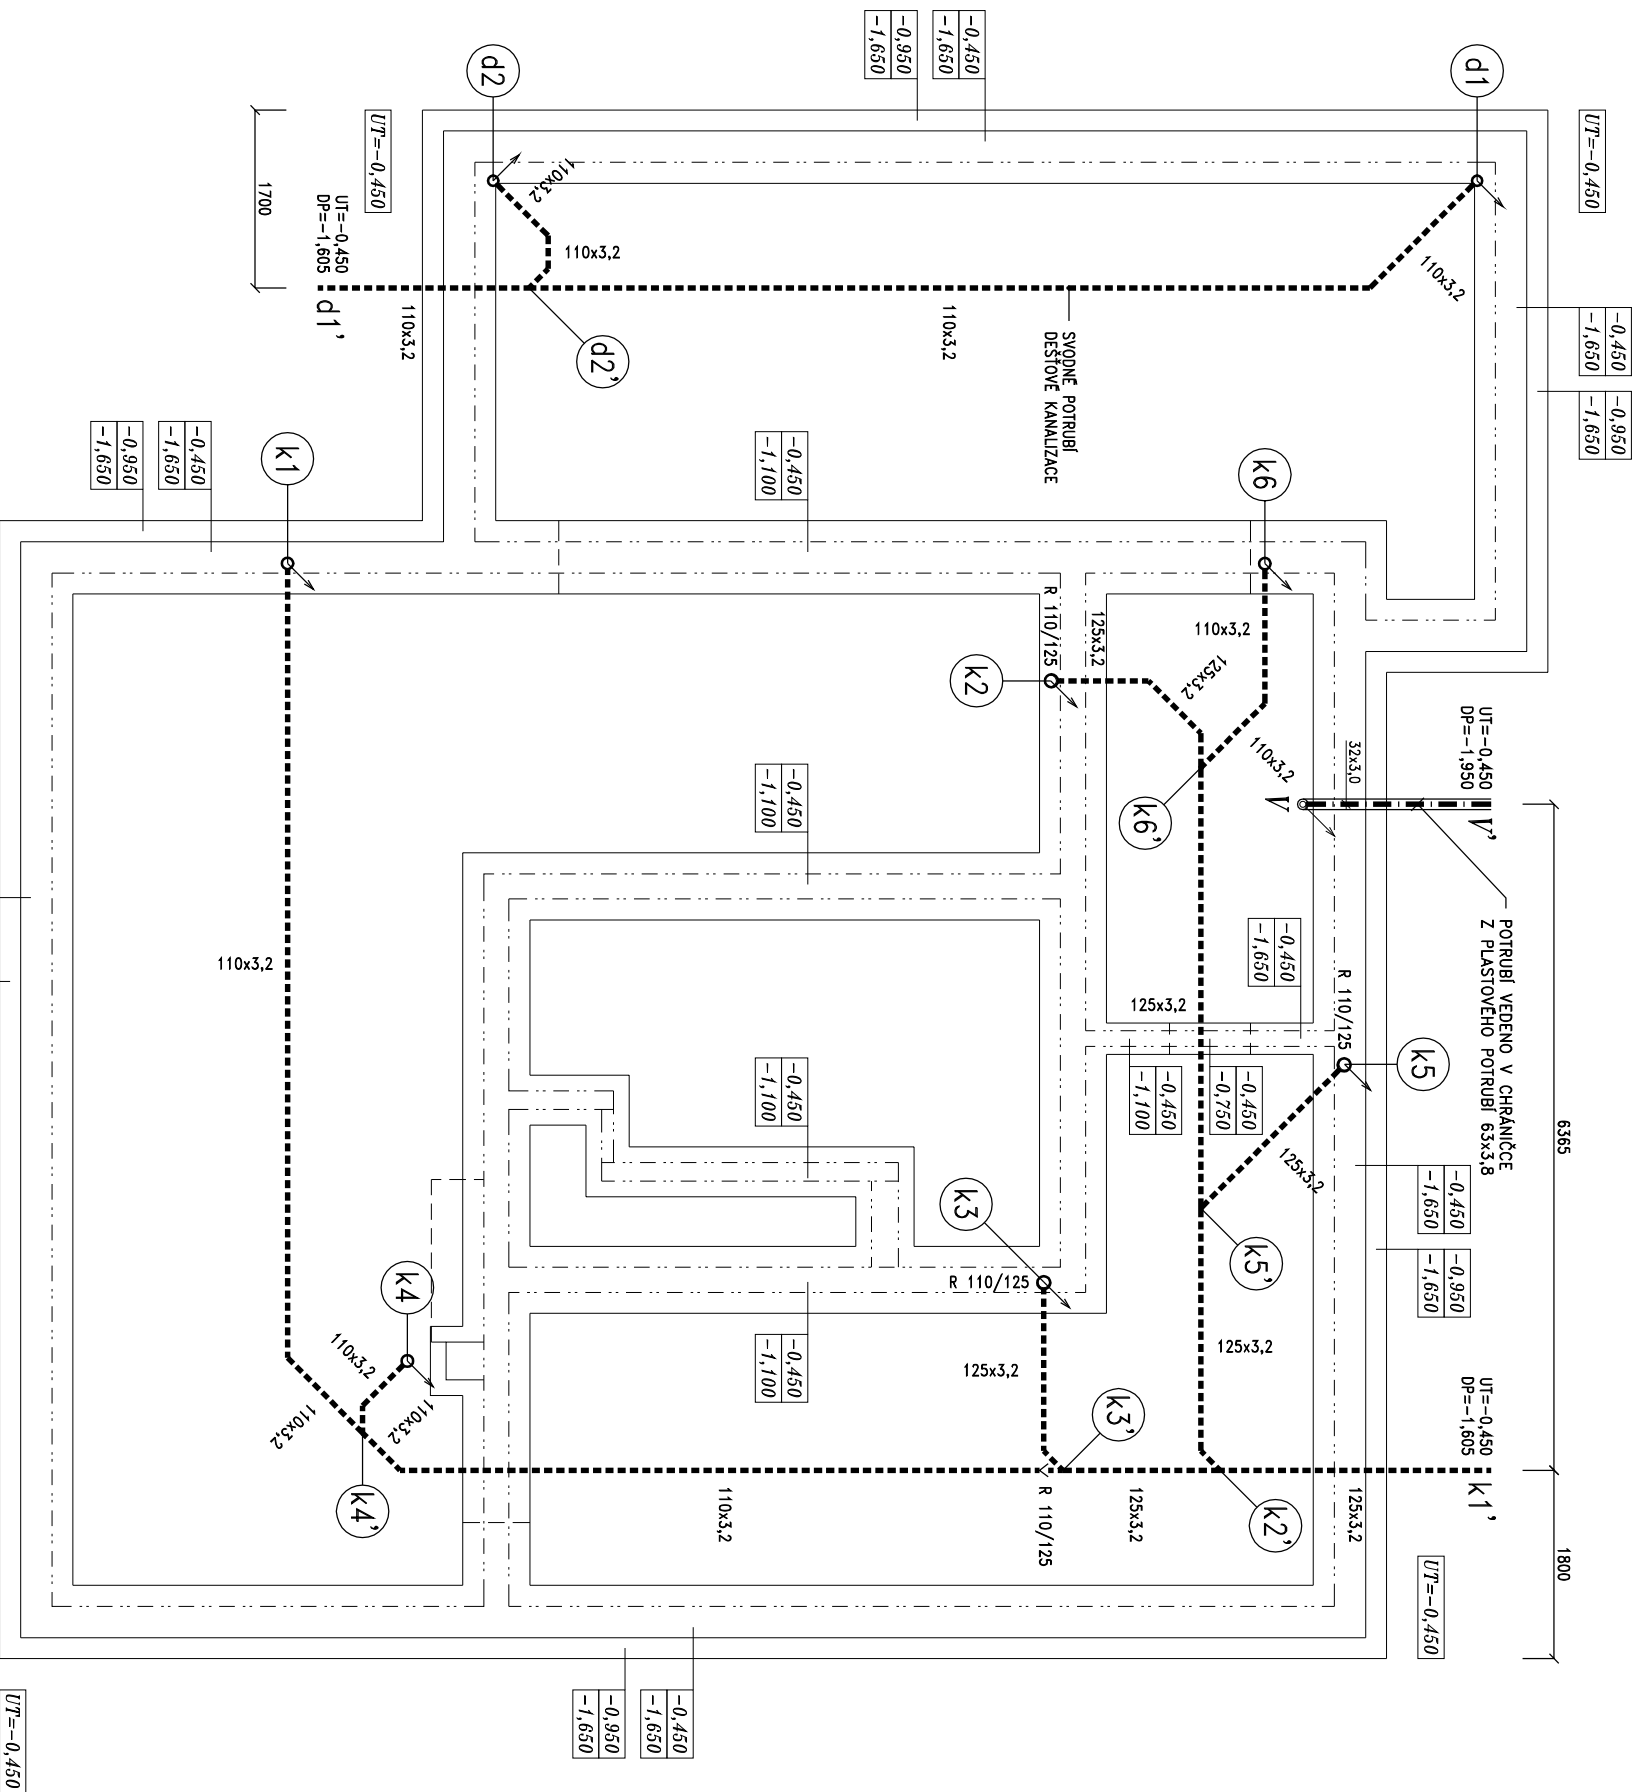 UT=-0,450
-0,450
-1,650
-0,950
-1,650
d1
UT=-0,450
DP=-1,950
V'
POTRUBÍ VEDENO V CHRÁNIČCE
Z PLASTOVÉHO POTRUBÍ 63x3,8
6365
1800
-0,450
-1,650
-0,950
-1,650
UT=-0,450
DP=-1,605
k1'
UT=-0,450
110x3,2
32x3,0
R 110/125
k5
125x3,2
125x3,2
k6
110x3,2
110x3,2
V
-0,450
-1,650
k6'
125x3,2
125x3,2
R 110/125
k2
125x3,2
-0,450
-0,750
-0,450
-1,100
k5'
125x3,2
k2'
125x3,2
k3'
R 110/125
k3
R 110/125
125x3,2
SVODNÉ POTRUBÍ
DEŠŤOVÉ KANALIZACE
110x3,2
-0,450
-1,650
-0,950
-1,650
-0,450
-1,100
-0,450
-1,100
-0,450
-1,100
-0,450
-1,100
110x3,2
-0,450
-1,650
-0,950
-1,650
d2
110x3,2
110x3,2
d2'
110x3,2
UT=-0,450
UT=-0,450
DP=-1,605
d1'
1700
k4
110x3,2
110x3,2
k4'
110x3,2
k1
110x3,2
-0,450
-1,650
-0,950
-1,650
UT=-0,450